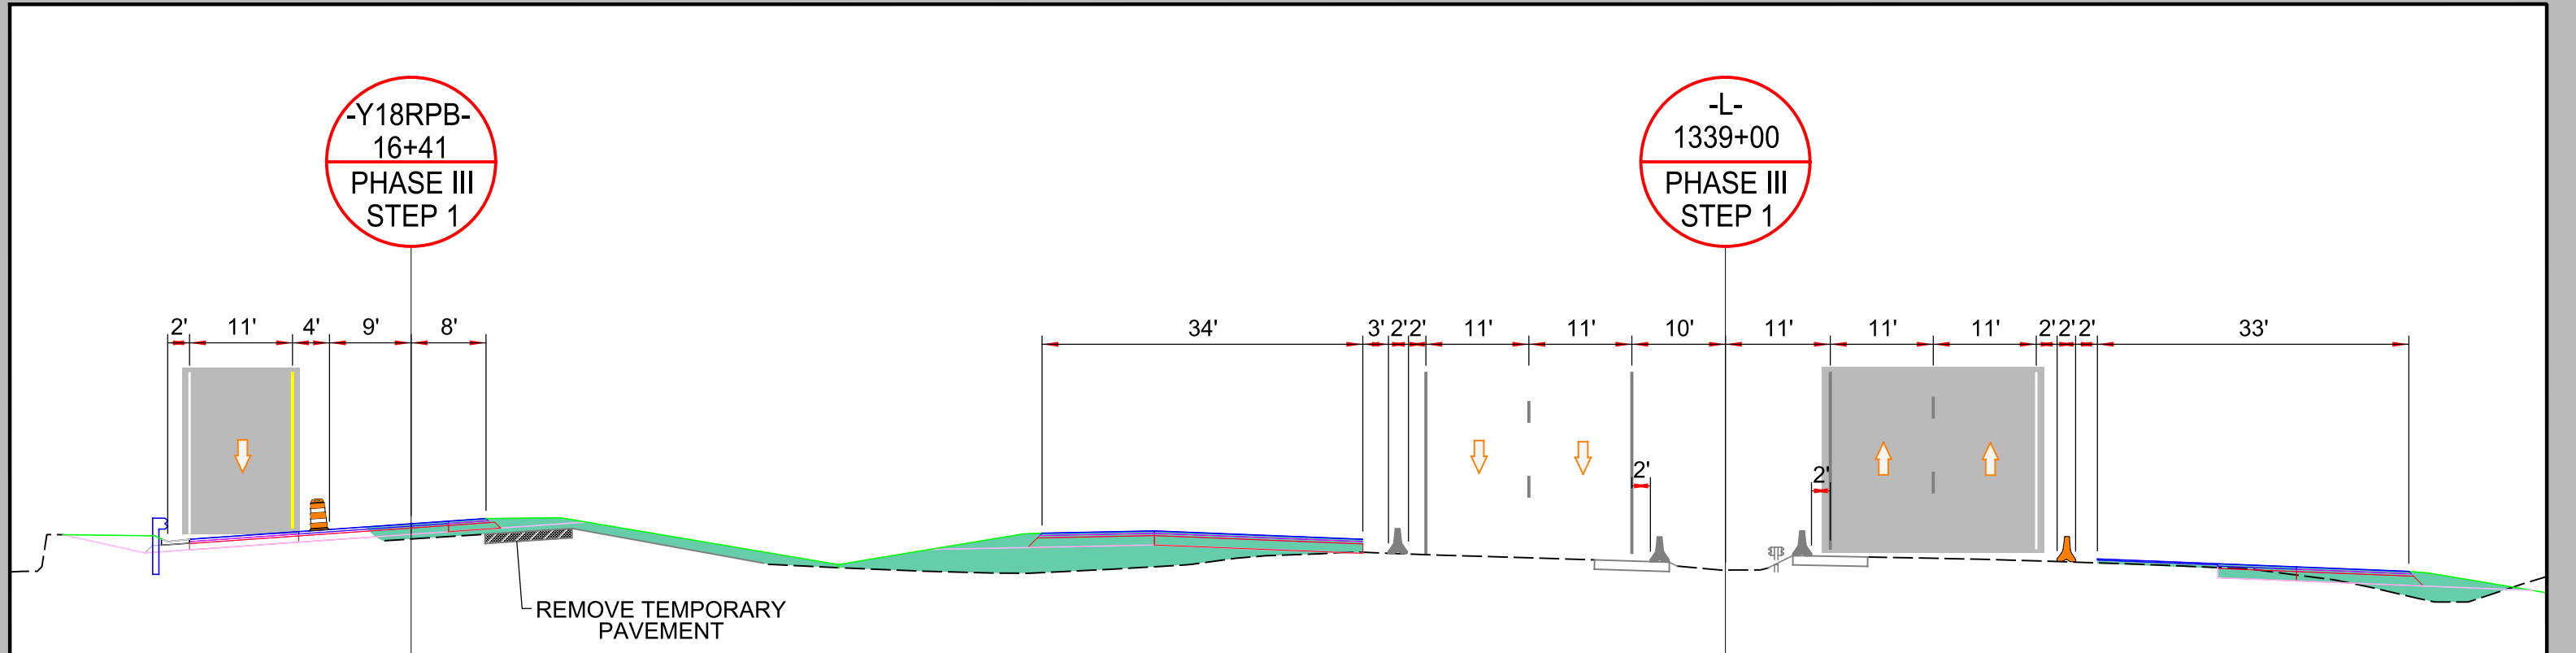 -Y18RPB-
16+41
PHASE III
STEP 1
-L-
1339+00
PHASE III
STEP 1
2' 11' 4' 9' 8' 34' 3' 2' 2' 11' 11' 10' 11' 11' 11' 2' 2' 2' 33'
2' 2'
REMOVE TEMPORARY
PAVEMENT